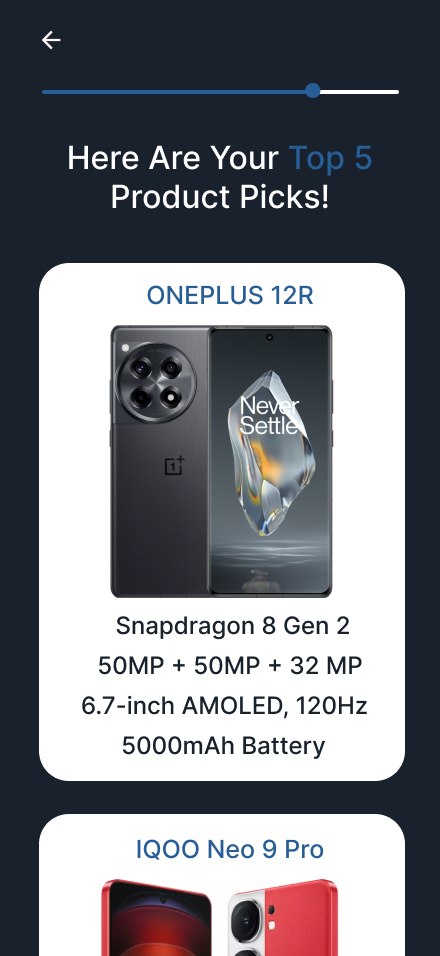 Here Are Your Top 5
Product Picks!
ONEPLUS 12R
Never
Settle
Snapdragon 8 Gen 2
50MP + 50MP + 32 MP
6.7-inch AMOLED, 120Hz
5000mAh Battery
IQOO Neo 9 Pro